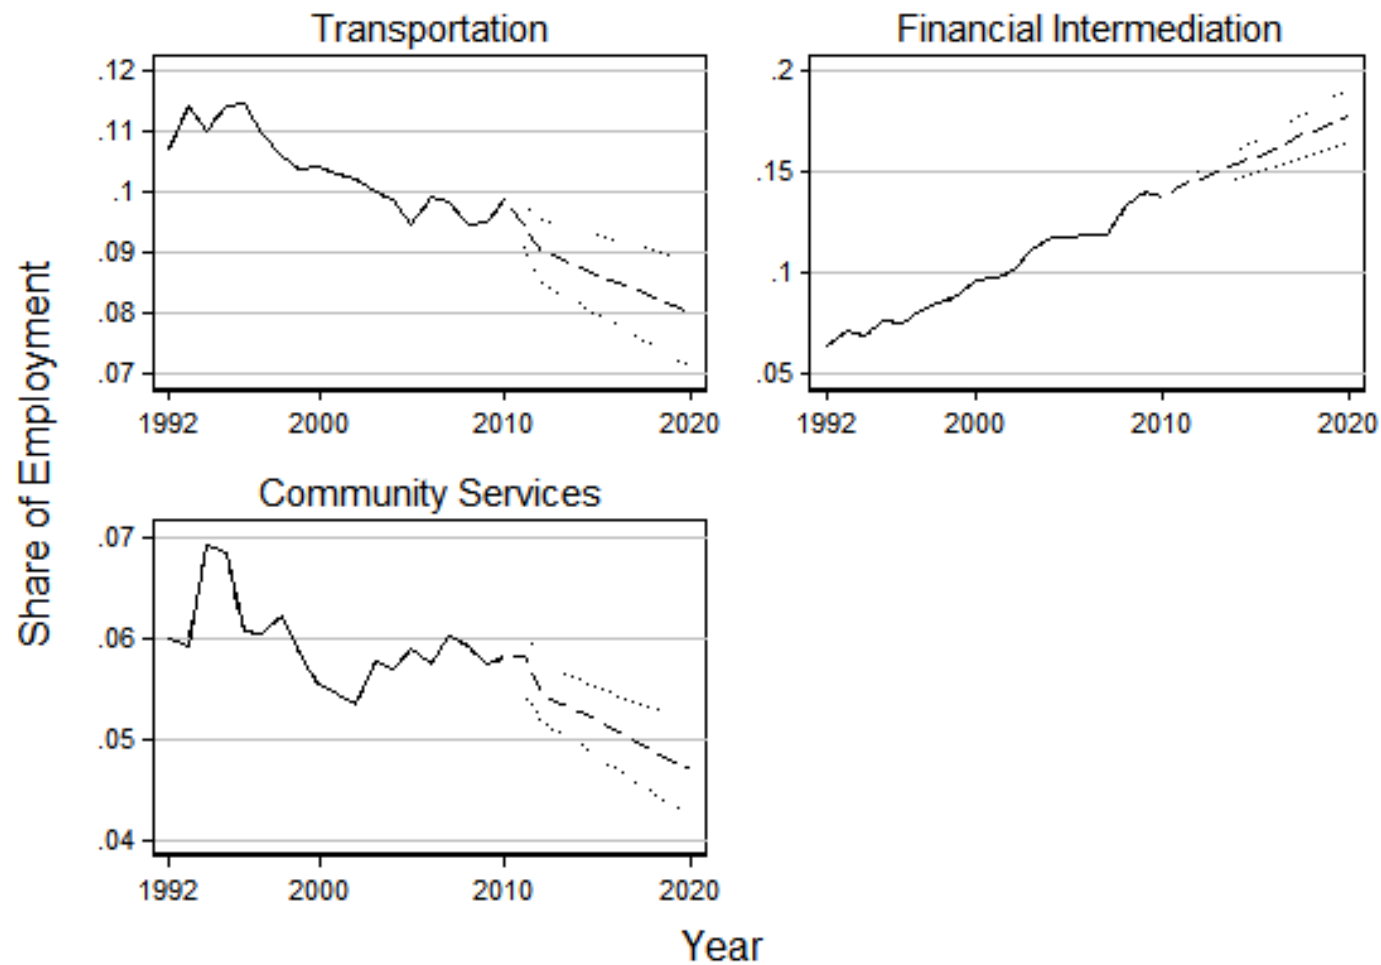 Transportation
.12
.11
.1
.09
.08
.07
1992 2000 2010 2020
Financial Intermediation
.2
.15
.1
.05
1992 2000 2010 2020
Community Services
.07
.06
.05
.04
1992 2000 2010 2020
Share of Employment
Year